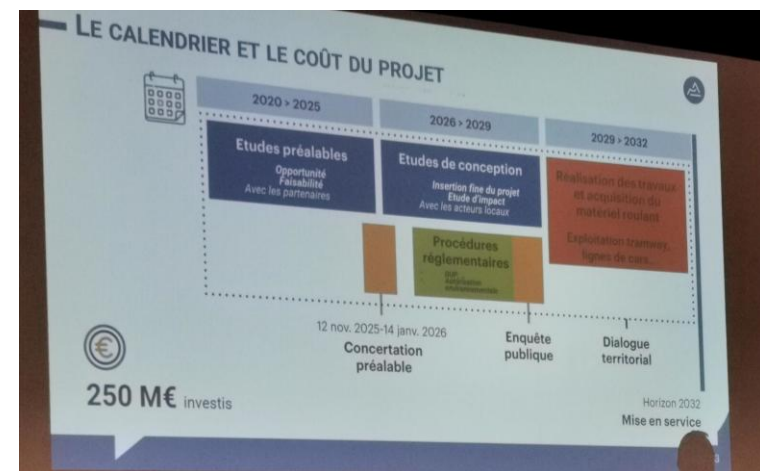 LE CALENDRIER ET LE COÛT DU PROJET
2020 > 2025
2026 > 2029
2029 > 2032
Etudes préalables
Opportunité
Faisabilité
Avec les partenaires
Etudes de conception
Insertion fine du projet
Etude d'impact
Avec les acteurs locaux
Réalisation des travaux
et acquisition du
matériel roulant
Exploitation tramway,
lignes de cars...
Procédures
réglementaires
- DUP
- Autorisation
environnementale
12 nov. 2025-14 janv. 2026
Concertation
préalable
Enquête
publique
Dialogue
territorial
€
250 M€ investis
Horizon 2032
Mise en service